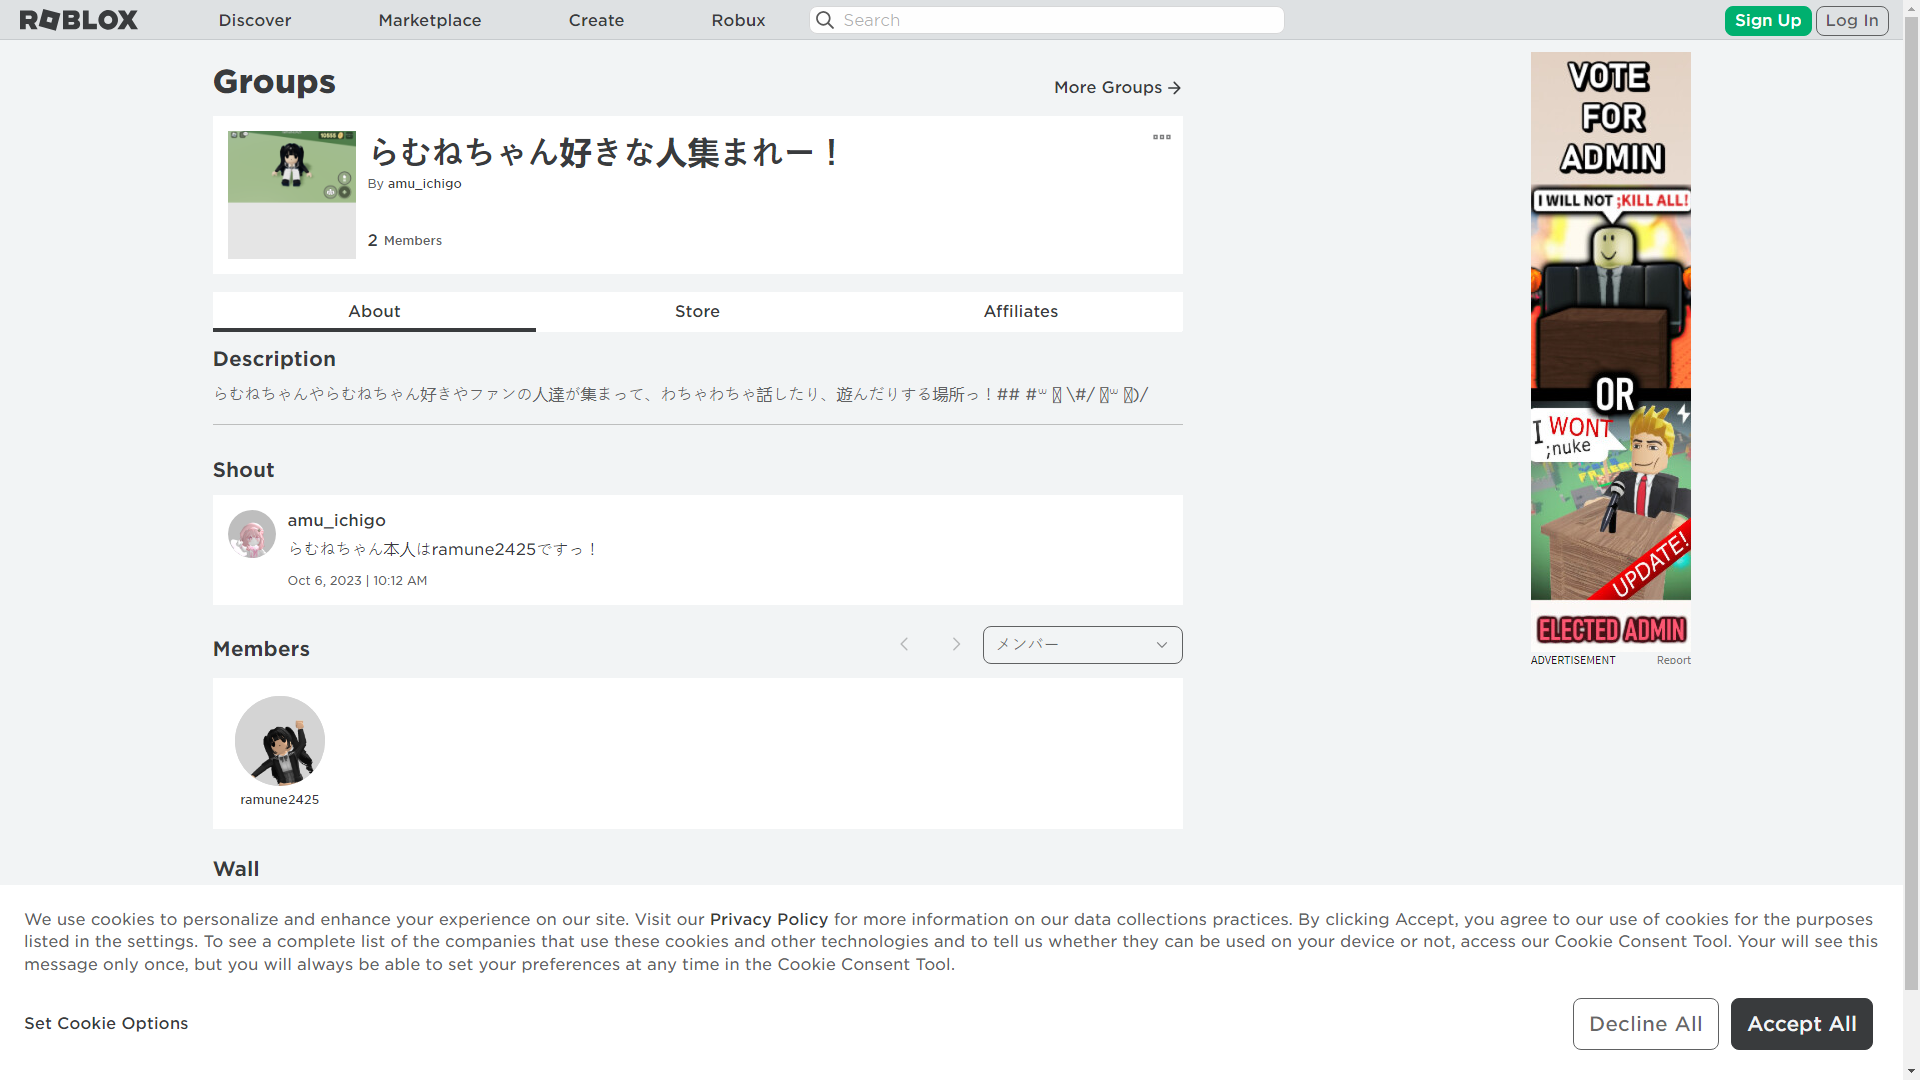 ROBLOX
Discover
Marketplace
Create
Robux
Search
Sign Up
Log In
Groups
More Groups
らむねちゃん好きな人集まれー！
By amu_ichigo
2 Members
About
Store
Affiliates
Description
らむねちゃんやらむねちゃん好きやファンの人達が集まって、わちゃわちゃ話したり、遊んだりする場所っ！## #
Shout
amu_ichigo
らむねちゃん本人はramune2425ですっ！
Oct 6, 2023 | 10:12 AM
Members
メンバー
ramune2425
Wall
VOTE
FOR
ADMIN
I WILL NOT ;KILL ALL!
OR
I WONT
;nuke
UPDATE!
ELECTED ADMIN
ADVERTISEMENT
Report
We use cookies to personalize and enhance your experience on our site. Visit our Privacy Policy for more information on our data collections practices. By clicking Accept, you agree to our use of cookies for the purposes
listed in the settings. To see a complete list of the companies that use these cookies and other technologies and to tell us whether they can be used on your device or not, access our Cookie Consent Tool. Your will see this
message only once, but you will always be able to set your preferences at any time in the Cookie Consent Tool.
Set Cookie Options
Decline All
Accept All